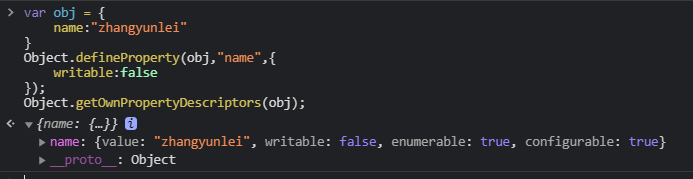 > var obj = {
name:"zhangyunlei"
}
Object.defineProperty(obj,"name",{
writable:false
});
Object.getOwnPropertyDescriptors(obj);
▼{name: {…}} i
▶ name: {value: "zhangyunlei", writable: false, enumerable: true, configurable: true}
▶ __proto__: Object